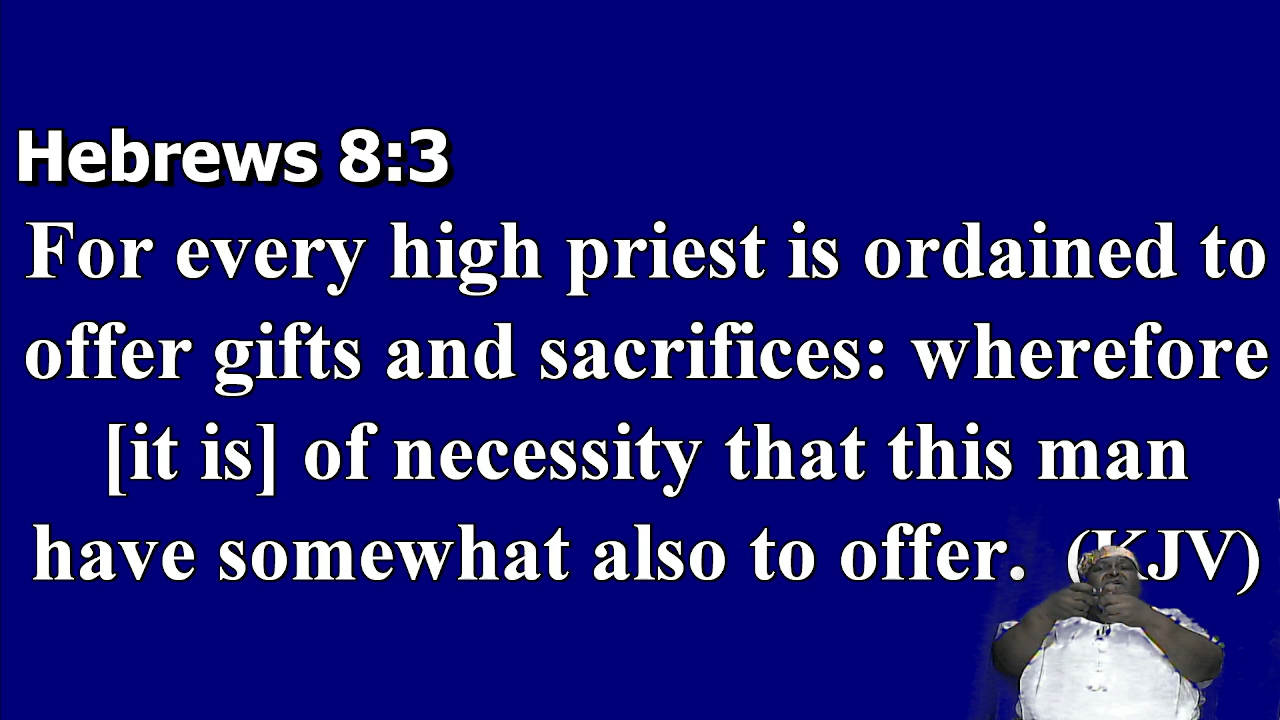 Hebrews 8:3
For every high priest is ordained to
offer gifts and sacrifices: wherefore
[it is] of necessity that this man
have somewhat also to offer. (KJV)